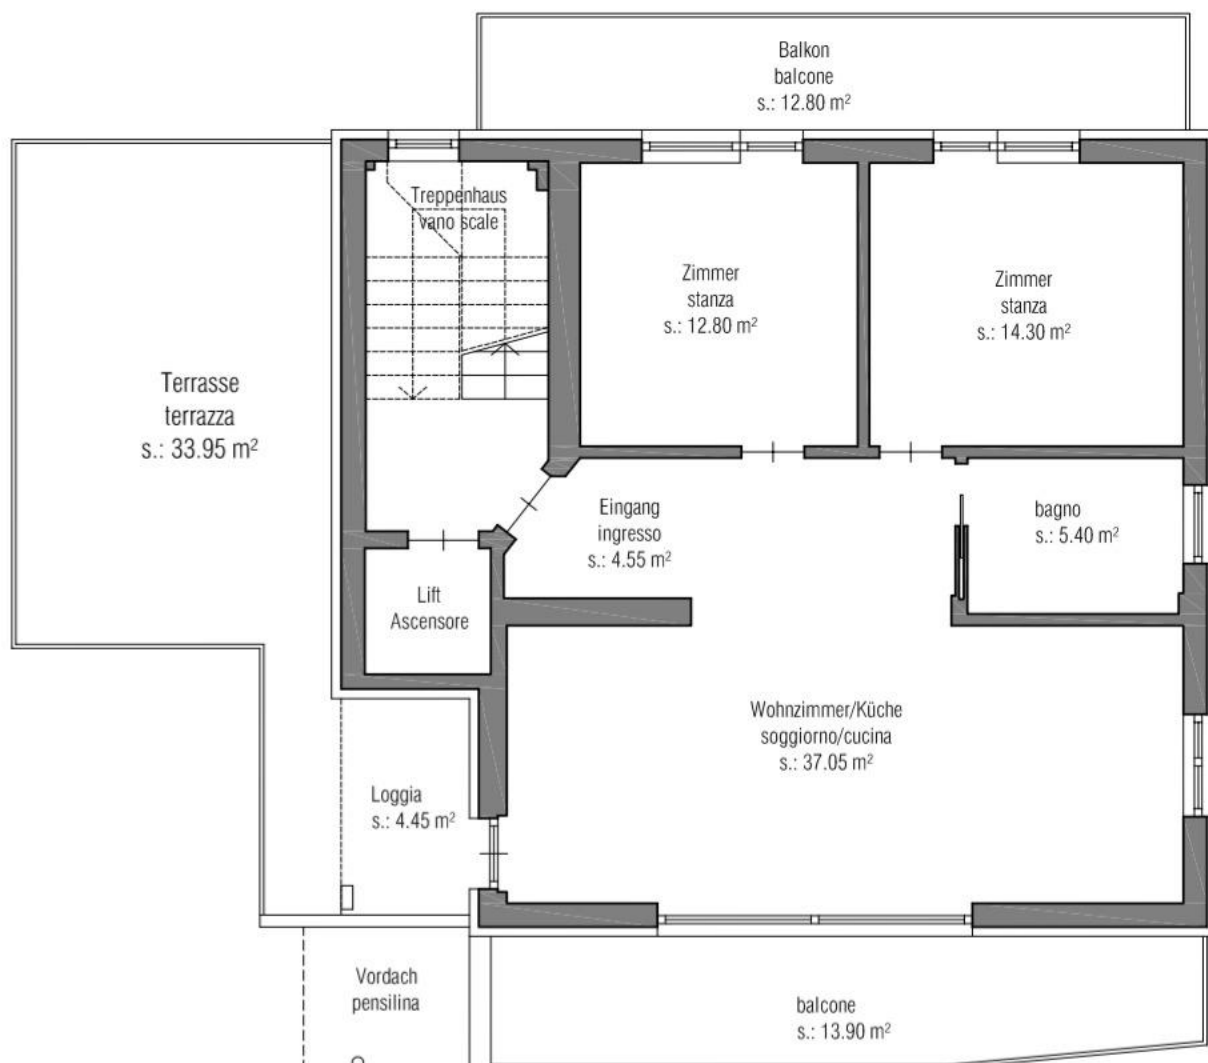 Balkon
balcone
s.: 12.80 m²
Treppenhaus
vano scale
Zimmer
stanza
s.: 12.80 m²
Zimmer
stanza
s.: 14.30 m²
Terrasse
terrazza
s.: 33.95 m²
Eingang
ingresso
s.: 4.55 m²
bagno
s.: 5.40 m²
Lift
Ascensore
Wohnzimmer/Küche
soggiorno/cucina
s.: 37.05 m²
Loggia
s.: 4.45 m²
Vordach
pensilina
balcone
s.: 13.90 m²